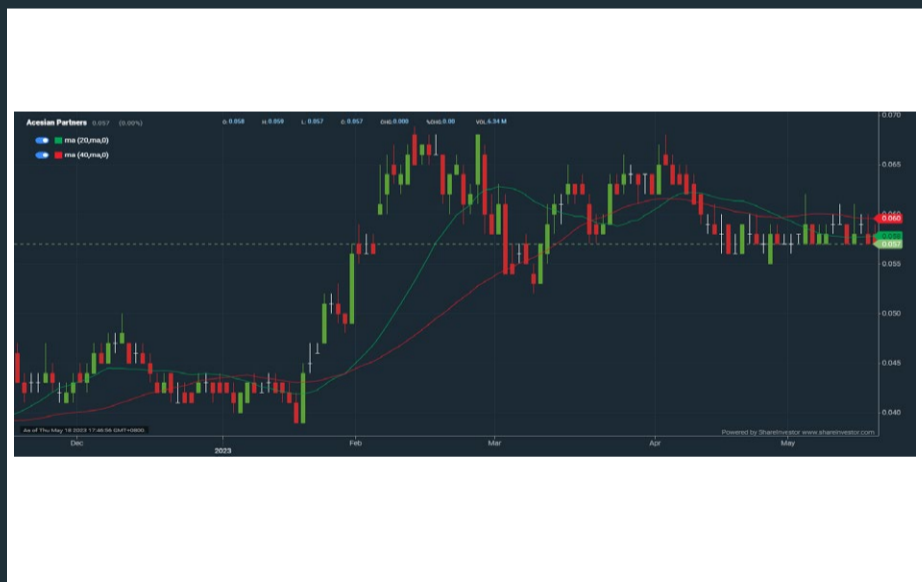 Acesian Partners 0.057 (0.00%) O: 0.058 H: 0.059 L: 0.057 C: 0.057 CHG: 0.000 %CHG: 0.00 VOL: 6.34 M
ma (20,ma,0)
ma (40,ma,0)
0.070
0.065
0.060
0.060
0.058
0.057
0.055
0.050
0.045
0.040
As of Thu May 18 2023 17:46:56 GMT+0800
Powered by ShareInvestor www.shareinvestor.com
Dec 2023 Feb Mar Apr May